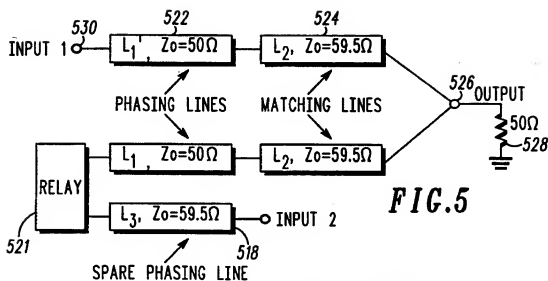 530
INPUT 1
L1', Zo=50Ω
522
L2, Zo=59.5Ω
524
PHASING LINES
MATCHING LINES
526
OUTPUT
50Ω
528
L1, Zo=50Ω
L2, Zo=59.5Ω
RELAY
521
L3, Zo=59.5Ω
INPUT 2
518
SPARE PHASING LINE
FIG.5